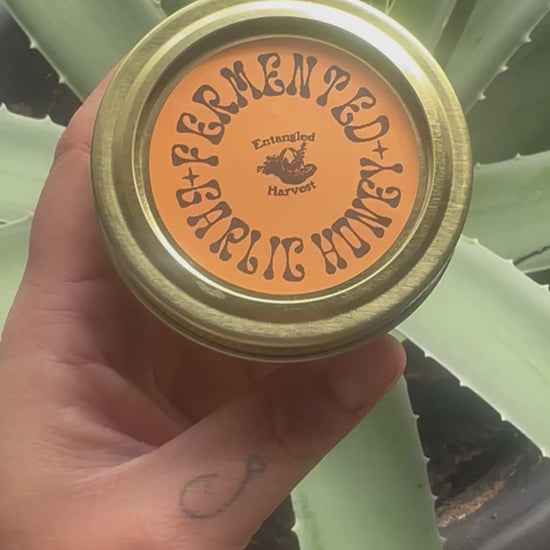 FERMENTED
GARLIC HONEY
Entangled
Harvest